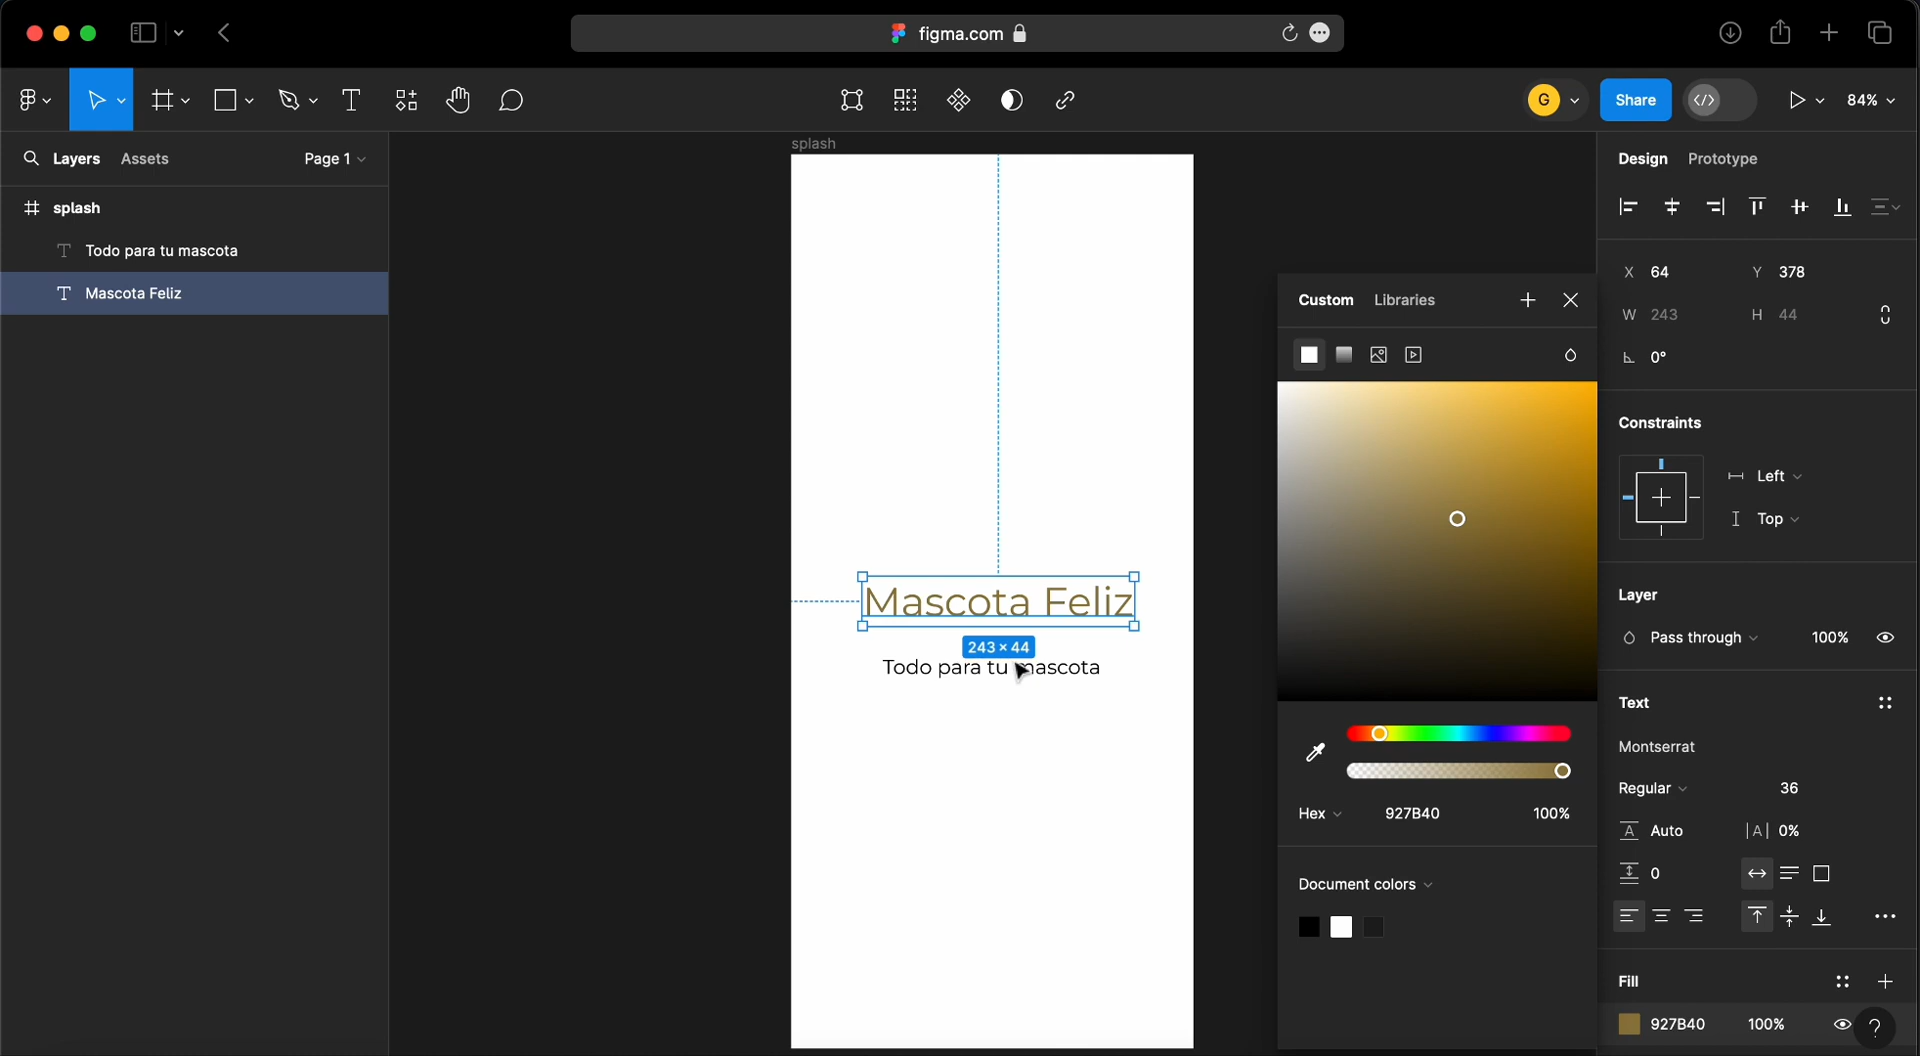 figma.com
G
Share
84%
Layers
Assets
Page 1
splash
Todo para tu mascota
Mascota Feliz
splash
Mascota Feliz
243 × 44
Todo para tu mascota
Custom
Libraries
Hex
927B40
100%
Document colors
Design
Prototype
X 64
Y 378
W 243
H 44
0°
Constraints
Left
Top
Layer
Pass through
100%
Text
Montserrat
Regular
36
A Auto
|A| 0%
0
Fill
927B40
100%
?